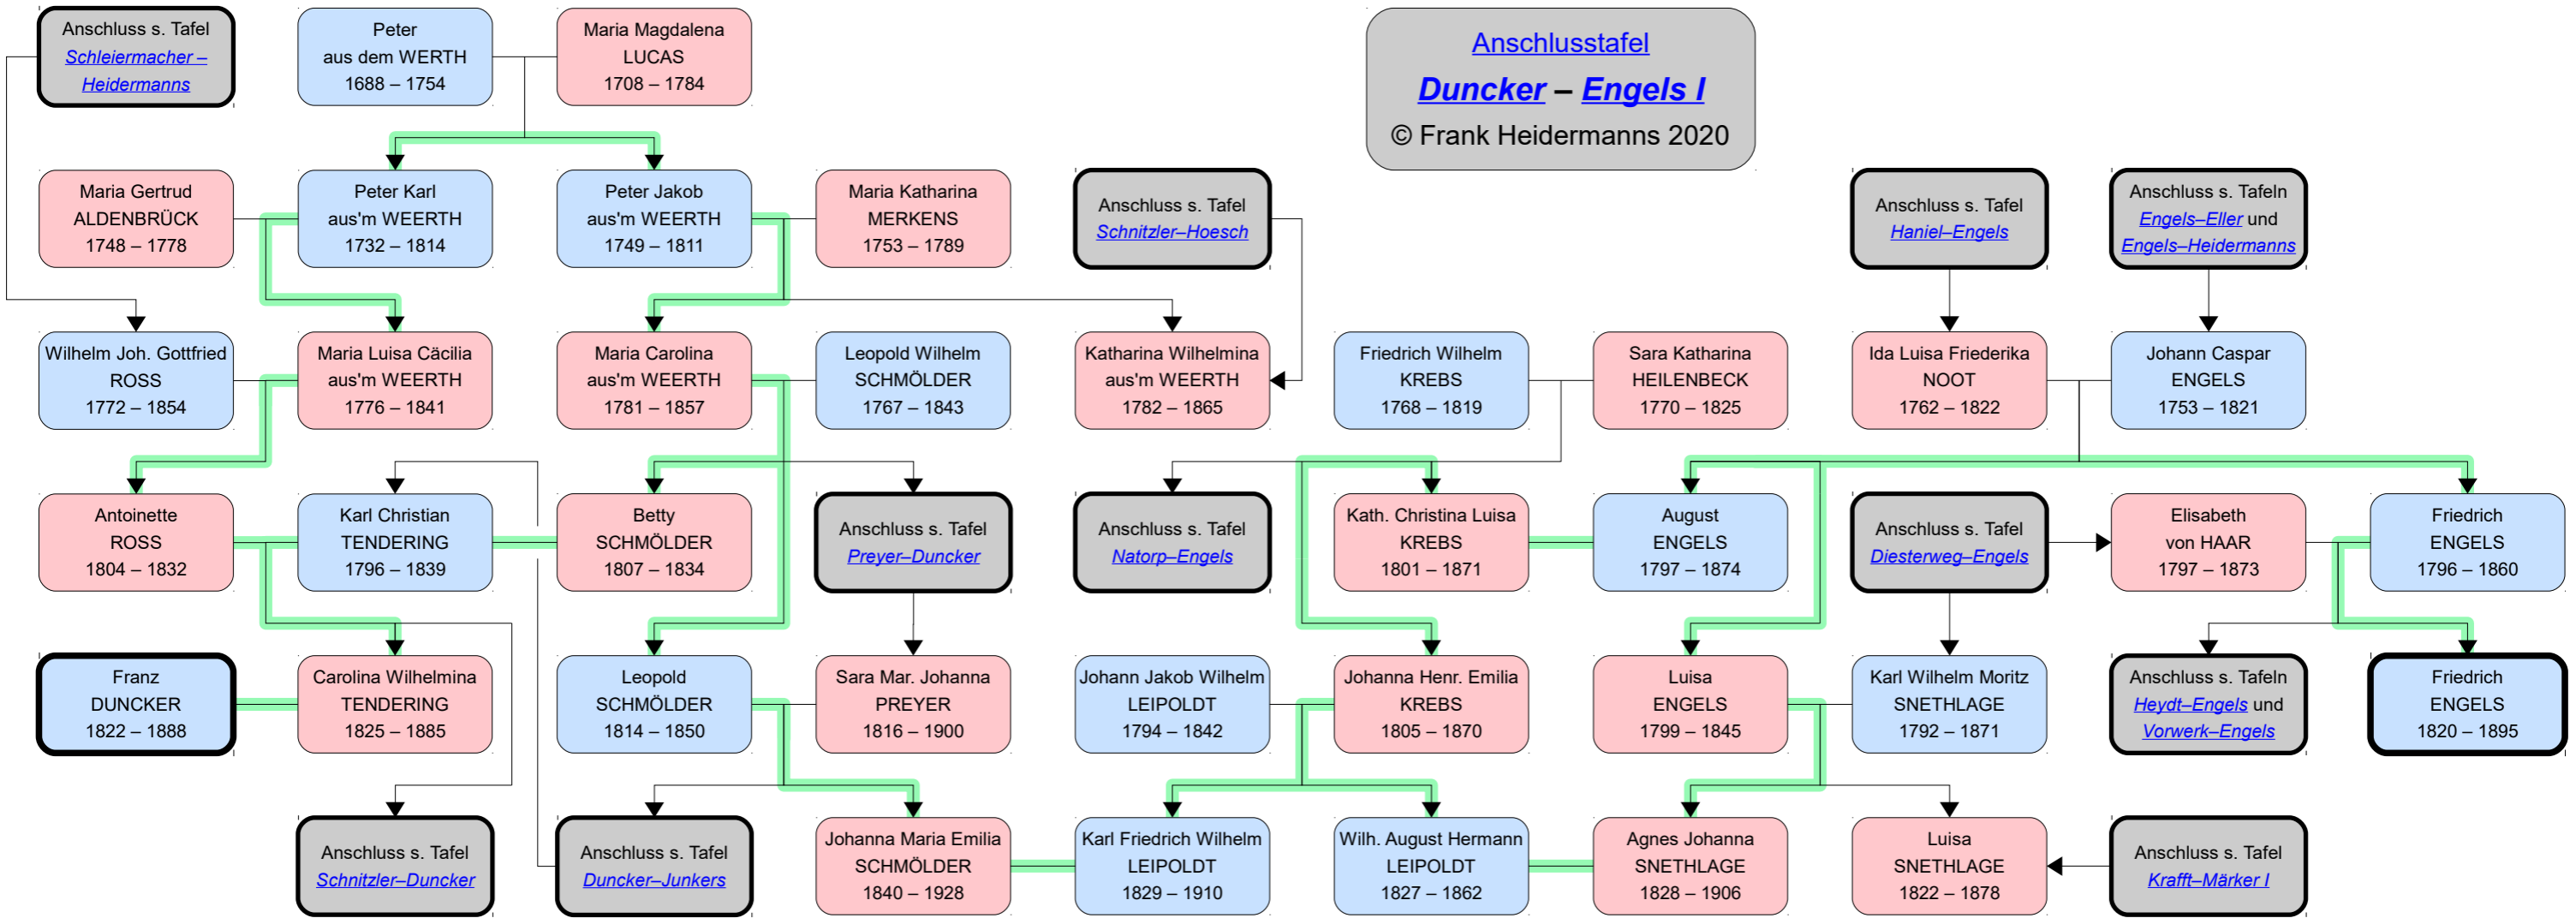 Anschluss s. Tafel
Schleiermacher –
Heidermanns
Peter
aus dem WERTH
1688 – 1754
Maria Magdalena
LUCAS
1708 – 1784
Anschlusstafel
Duncker – Engels I
© Frank Heidermanns 2020
Maria Gertrud
ALDENBRÜCK
1748 – 1778
Peter Karl
aus'm WEERTH
1732 – 1814
Peter Jakob
aus'm WEERTH
1749 – 1811
Maria Katharina
MERKENS
1753 – 1789
Anschluss s. Tafel
Schnitzler–Hoesch
Anschluss s. Tafel
Haniel–Engels
Anschluss s. Tafeln
Engels–Eller und
Engels–Heidermanns
Wilhelm Joh. Gottfried
ROSS
1772 – 1854
Maria Luisa Cäcilia
aus'm WEERTH
1776 – 1841
Maria Carolina
aus'm WEERTH
1781 – 1857
Leopold Wilhelm
SCHMÖLDER
1767 – 1843
Katharina Wilhelmina
aus'm WEERTH
1782 – 1865
Friedrich Wilhelm
KREBS
1768 – 1819
Sara Katharina
HEILENBECK
1770 – 1825
Ida Luisa Friederika
NOOT
1762 – 1822
Johann Caspar
ENGELS
1753 – 1821
Antoinette
ROSS
1804 – 1832
Karl Christian
TENDERING
1796 – 1839
Betty
SCHMÖLDER
1807 – 1834
Anschluss s. Tafel
Preyer–Duncker
Anschluss s. Tafel
Natorp–Engels
Kath. Christina Luisa
KREBS
1801 – 1871
August
ENGELS
1797 – 1874
Anschluss s. Tafel
Diesterweg–Engels
Elisabeth
von HAAR
1797 – 1873
Friedrich
ENGELS
1796 – 1860
Franz
DUNCKER
1822 – 1888
Carolina Wilhelmina
TENDERING
1825 – 1885
Leopold
SCHMÖLDER
1814 – 1850
Sara Mar. Johanna
PREYER
1816 – 1900
Johann Jakob Wilhelm
LEIPOLDT
1794 – 1842
Johanna Henr. Emilia
KREBS
1805 – 1870
Luisa
ENGELS
1799 – 1845
Karl Wilhelm Moritz
SNETHLAGE
1792 – 1871
Anschluss s. Tafeln
Heydt–Engels und
Vorwerk–Engels
Friedrich
ENGELS
1820 – 1895
Anschluss s. Tafel
Schnitzler–Duncker
Anschluss s. Tafel
Duncker–Junkers
Johanna Maria Emilia
SCHMÖLDER
1840 – 1928
Karl Friedrich Wilhelm
LEIPOLDT
1829 – 1910
Wilh. August Hermann
LEIPOLDT
1827 – 1862
Agnes Johanna
SNETHLAGE
1828 – 1906
Luisa
SNETHLAGE
1822 – 1878
Anschluss s. Tafel
Krafft–Märker I